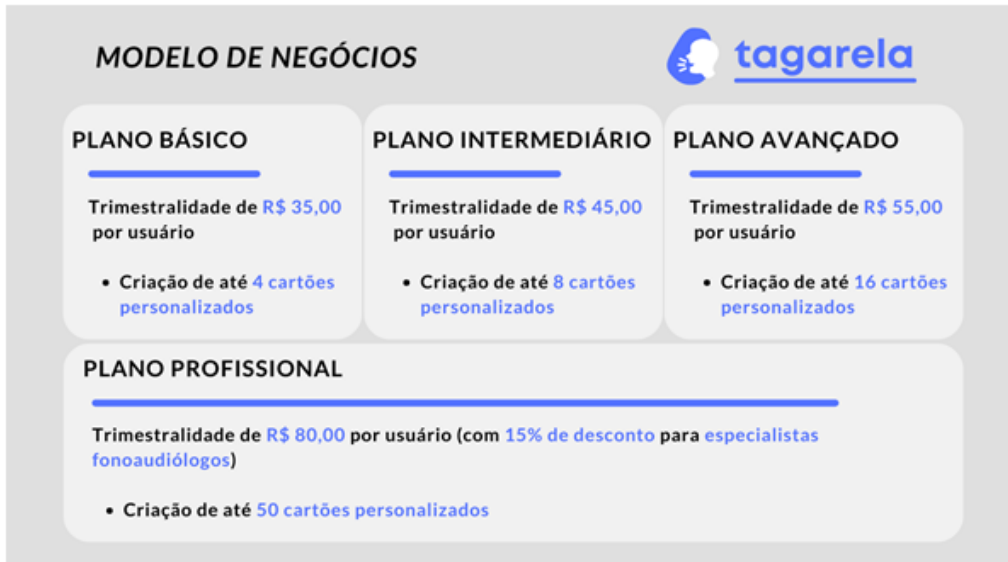 MODELO DE NEGÓCIOS
tagarela
PLANO BÁSICO
Trimestralidade de R$ 35,00
por usuário
• Criação de até 4 cartões
personalizados
PLANO INTERMEDIÁRIO
Trimestralidade de R$ 45,00
por usuário
• Criação de até 8 cartões
personalizados
PLANO AVANÇADO
Trimestralidade de R$ 55,00
por usuário
• Criação de até 16 cartões
personalizados
PLANO PROFISSIONAL
Trimestralidade de R$ 80,00 por usuário (com 15% de desconto para especialistas
fonoaudiólogos)
• Criação de até 50 cartões personalizados